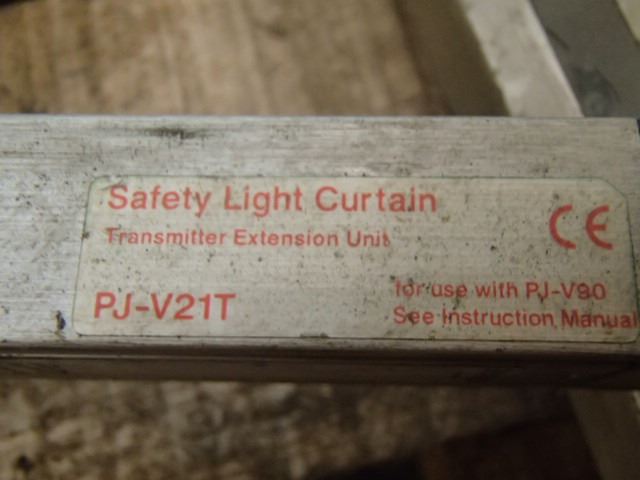 Safety Light Curtain
Transmitter Extension Unit
CE
PJ-V21T
for use with PJ-V90
See Instruction Manual